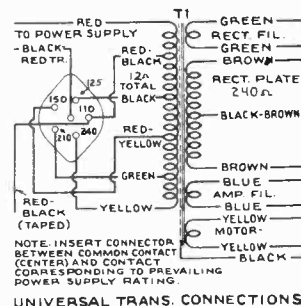 T1
RED
TO POWER SUPPLY
BLACK-
RED TR.
RED-
BLACK
12Ω
TOTAL
BLACK
125
150
110
210
240
RED-
YELLOW
GREEN
YELLOW
RED-
BLACK
(TAPED)
GREEN
RECT. FIL.
GREEN
BROWN
RECT. PLATE
240Ω
BLACK-BROWN
BROWN
BLUE
AMP. FIL.
BLUE
YELLOW
MOTOR-
YELLOW
BLACK
NOTE. INSERT CONNECTOR
BETWEEN COMMON CONTACT
(CENTER) AND CONTACT
CORRESPONDING TO PREVAILING
POWER SUPPLY RATING.
UNIVERSAL TRANS. CONNECTIONS